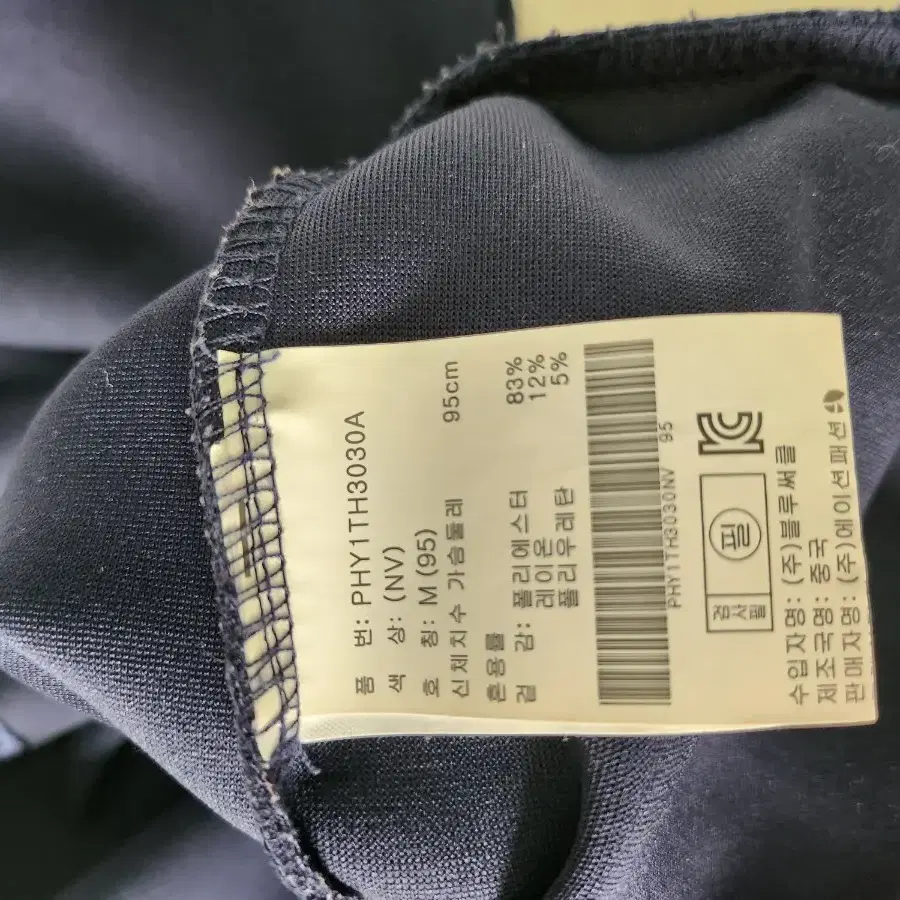 품 번: PHY1TH3030A
색 상: (NV)
호 칭: M (95)
신체치수 가슴둘레 95cm
혼용률
겉 감: 폴리에스터 83%
레이온 12%
폴리우레탄 5%
PHY1TH3030NV 95
검사필 필
수입자명: (주)블루써클
제조국명: 중국
판매자명: (주)에이션패션